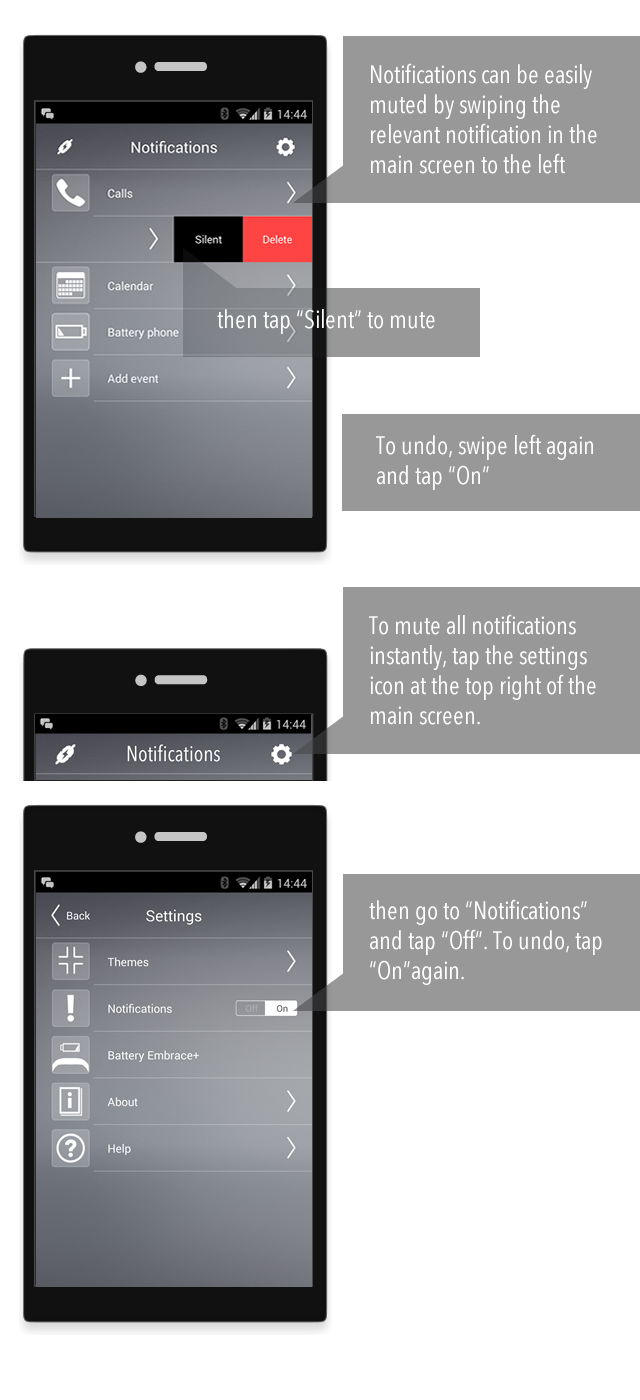 14:44
Notifications
Calls
Silent Delete
Calendar
Battery phone
Add event
Notifications can be easily
muted by swiping the
relevant notification in the
main screen to the left
then tap “Silent” to mute
To undo, swipe left again
and tap “On”
To mute all notifications
instantly, tap the settings
icon at the top right of the
main screen.
14:44
Notifications
14:44
Back Settings
Themes
Notifications Off On
Battery Embrace+
About
Help
then go to “Notifications”
and tap “Off”. To undo, tap
“On”again.